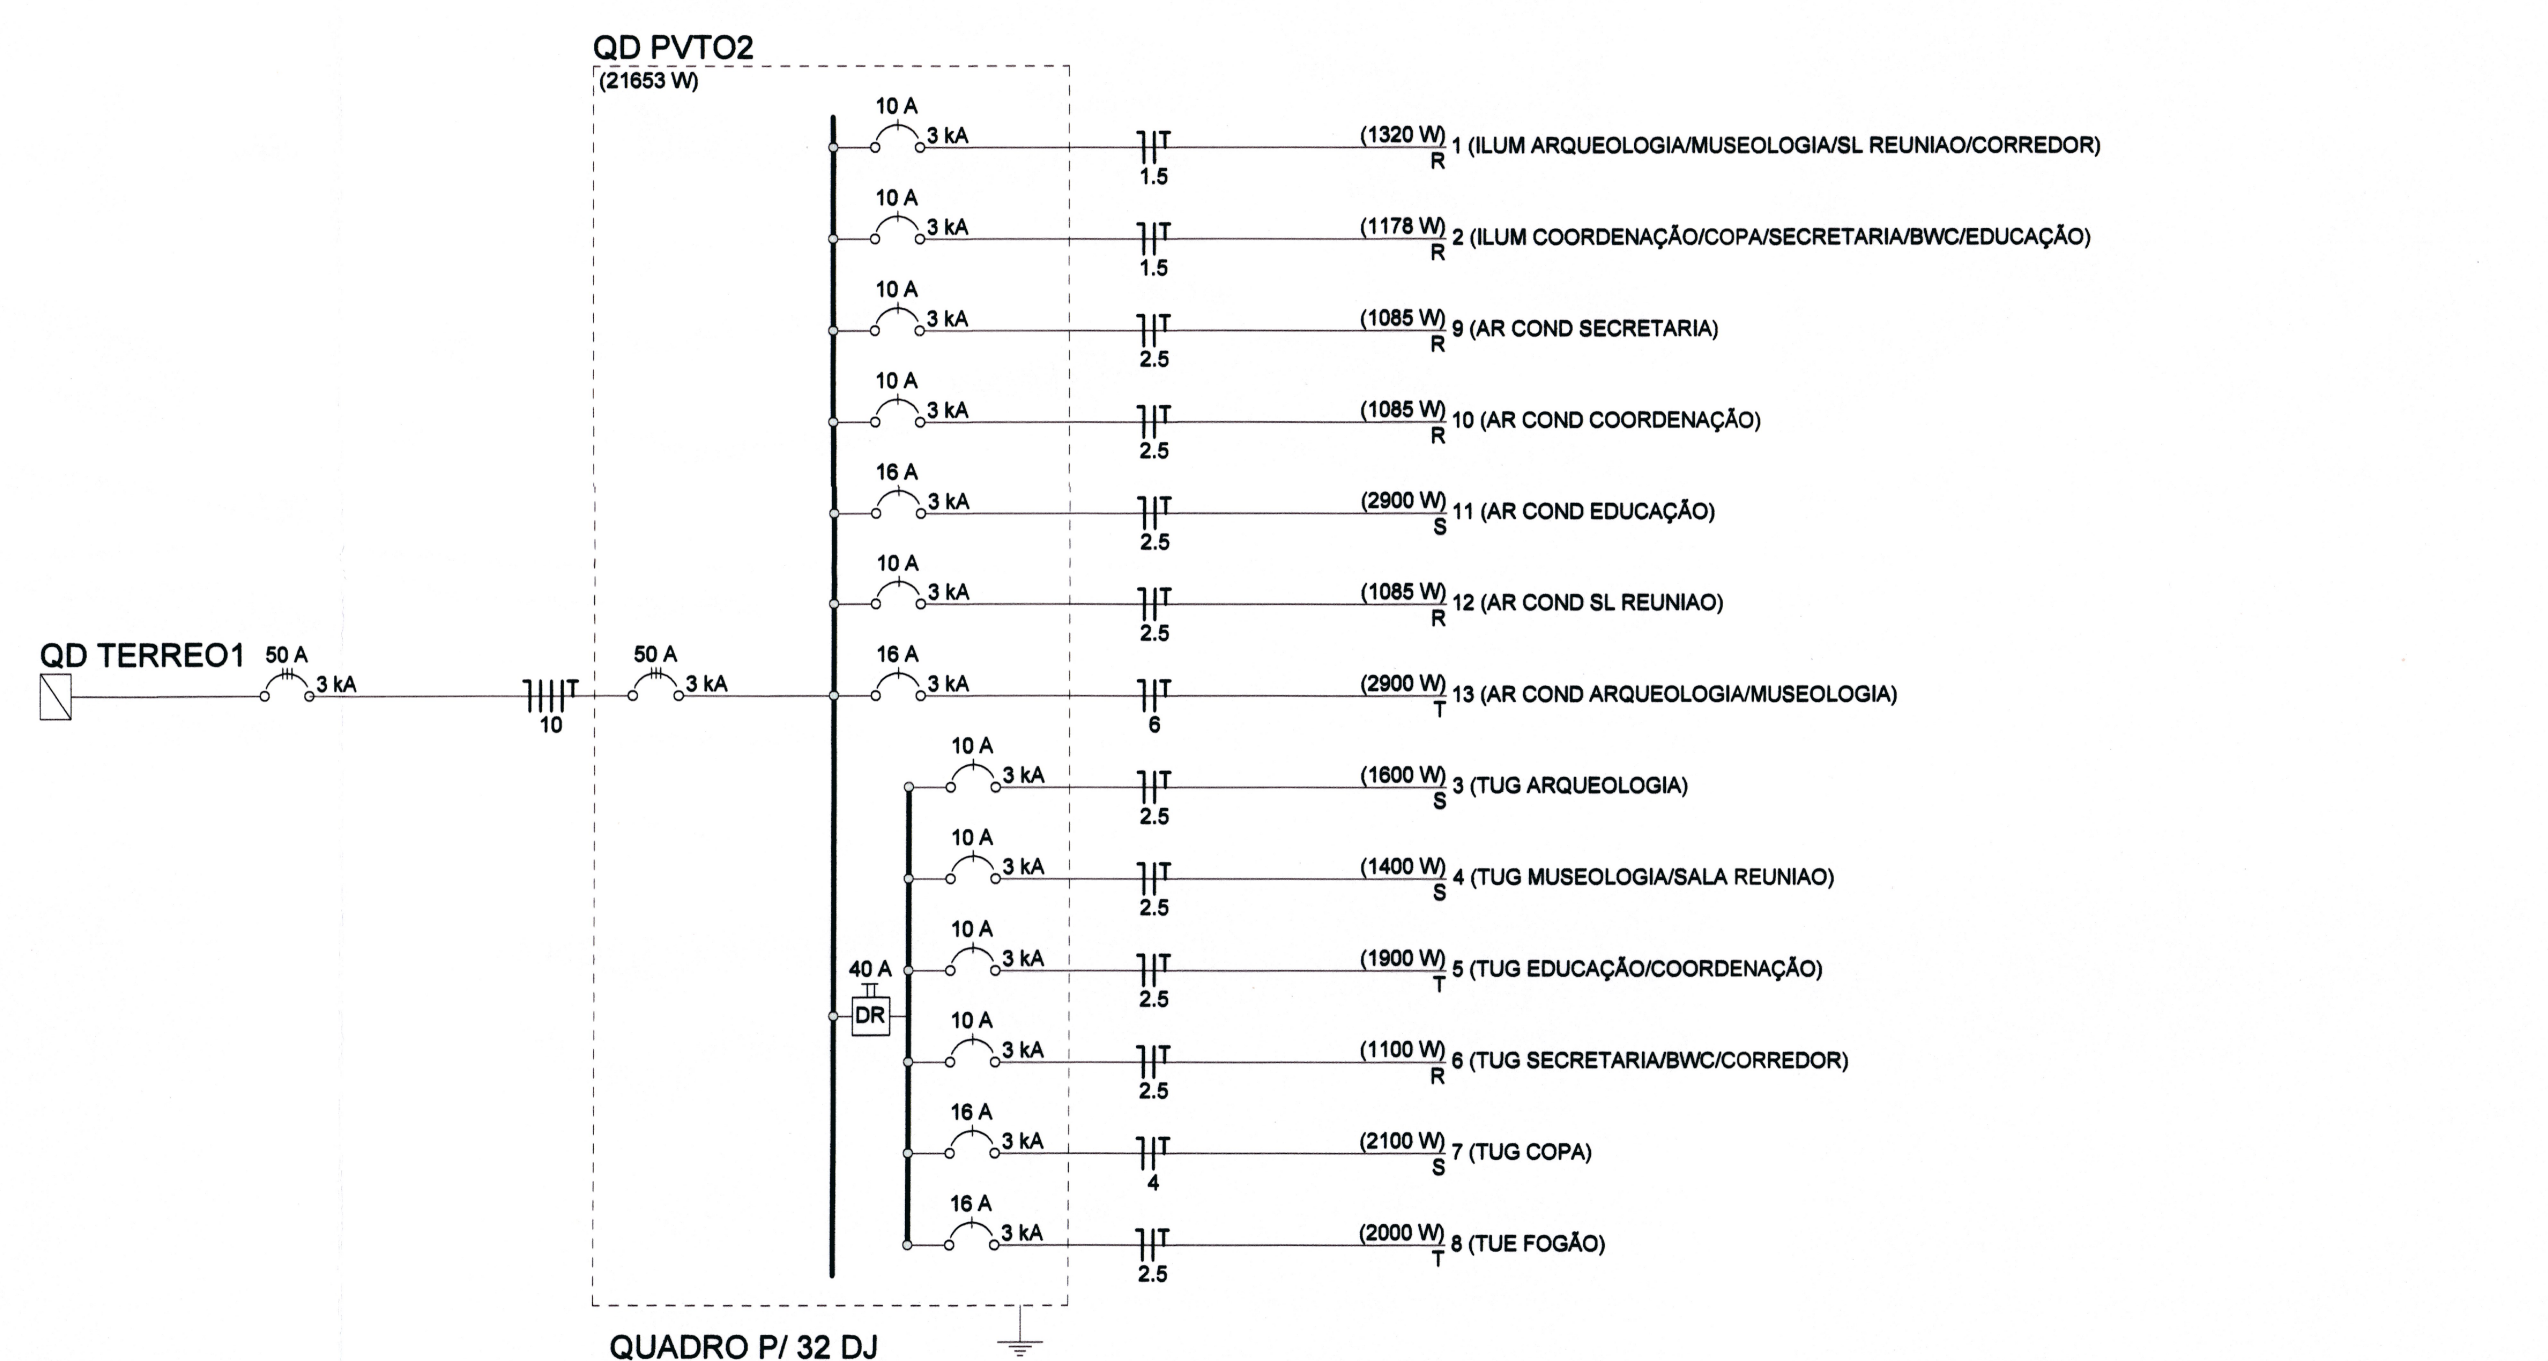 QD PVTO2
(21653 W)
10 A
3 kA
1.5
(1320 W)
R
1 (ILUM ARQUEOLOGIA/MUSEOLOGIA/SL REUNIAO/CORREDOR)
10 A
3 kA
1.5
(1178 W)
R
2 (ILUM COORDENAÇÃO/COPA/SECRETARIA/BWC/EDUCAÇÃO)
10 A
3 kA
2.5
(1085 W)
R
9 (AR COND SECRETARIA)
10 A
3 kA
2.5
(1085 W)
R
10 (AR COND COORDENAÇÃO)
16 A
3 kA
2.5
(2900 W)
S
11 (AR COND EDUCAÇÃO)
10 A
3 kA
2.5
(1085 W)
R
12 (AR COND SL REUNIAO)
QD TERREO1
50 A
3 kA
10
50 A
3 kA
16 A
3 kA
6
(2900 W)
T
13 (AR COND ARQUEOLOGIA/MUSEOLOGIA)
10 A
3 kA
2.5
(1600 W)
S
3 (TUG ARQUEOLOGIA)
10 A
3 kA
2.5
(1400 W)
S
4 (TUG MUSEOLOGIA/SALA REUNIAO)
10 A
3 kA
2.5
(1900 W)
T
5 (TUG EDUCAÇÃO/COORDENAÇÃO)
40 A
DR
10 A
3 kA
2.5
(1100 W)
R
6 (TUG SECRETARIA/BWC/CORREDOR)
16 A
3 kA
4
(2100 W)
S
7 (TUG COPA)
16 A
3 kA
2.5
(2000 W)
T
8 (TUE FOGÃO)
QUADRO P/ 32 DJ